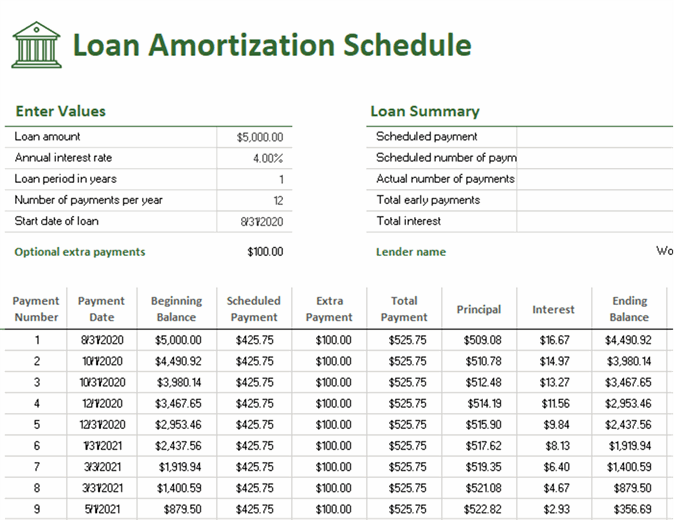 Loan Amortization Schedule
Enter Values
Loan amount $5,000.00
Annual interest rate 4.00%
Loan period in years 1
Number of payments per year 12
Start date of loan 8/31/2020
Optional extra payments $100.00
Loan Summary
Scheduled payment
Scheduled number of paym
Actual number of payments
Total early payments
Total interest
Lender name Wo
Payment Number Payment Date Beginning Balance Scheduled Payment Extra Payment Total Payment Principal Interest Ending Balance
1 8/31/2020 $5,000.00 $425.75 $100.00 $525.75 $509.08 $16.67 $4,490.92
2 10/1/2020 $4,490.92 $425.75 $100.00 $525.75 $510.78 $14.97 $3,980.14
3 10/31/2020 $3,980.14 $425.75 $100.00 $525.75 $512.48 $13.27 $3,467.65
4 12/1/2020 $3,467.65 $425.75 $100.00 $525.75 $514.19 $11.56 $2,953.46
5 12/31/2020 $2,953.46 $425.75 $100.00 $525.75 $515.90 $9.84 $2,437.56
6 1/31/2021 $2,437.56 $425.75 $100.00 $525.75 $517.62 $8.13 $1,919.94
7 3/3/2021 $1,919.94 $425.75 $100.00 $525.75 $519.35 $6.40 $1,400.59
8 3/31/2021 $1,400.59 $425.75 $100.00 $525.75 $521.08 $4.67 $879.50
9 5/1/2021 $879.50 $425.75 $100.00 $525.75 $522.82 $2.93 $356.69